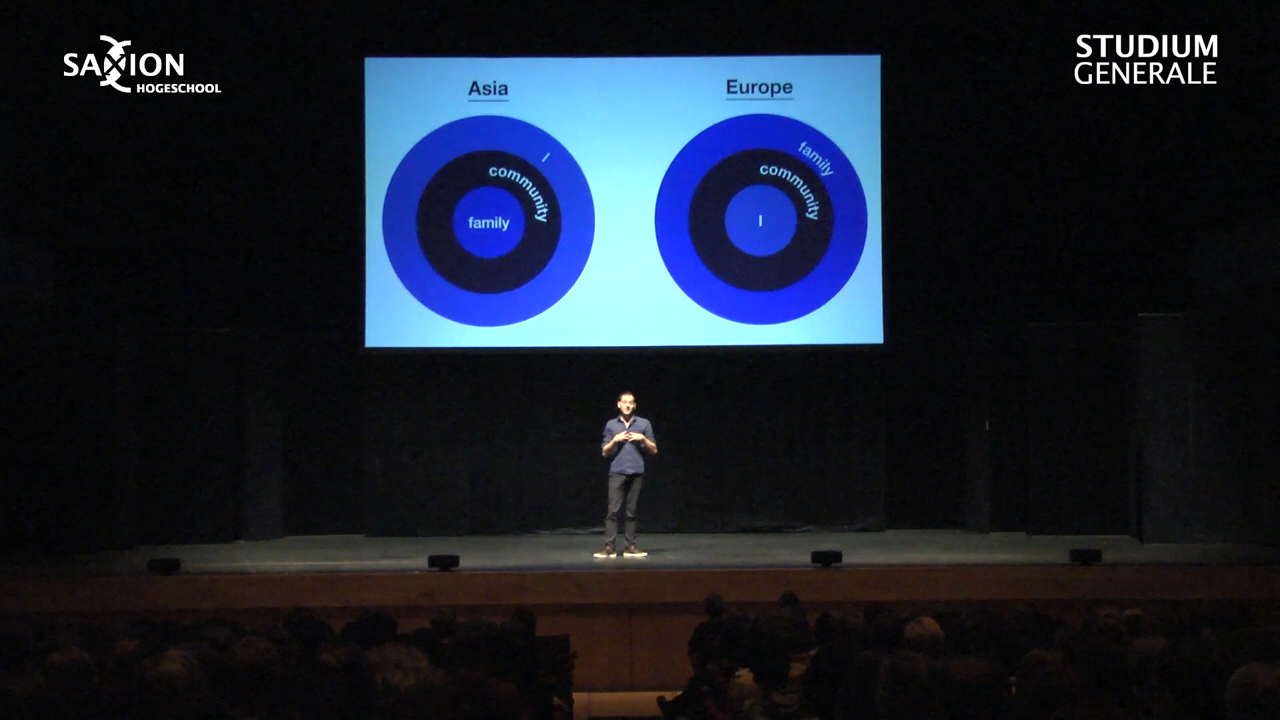 SAXION
HOGESCHOOL
STUDIUM
GENERALE
Asia
Europe
I
community
family
family
community
I